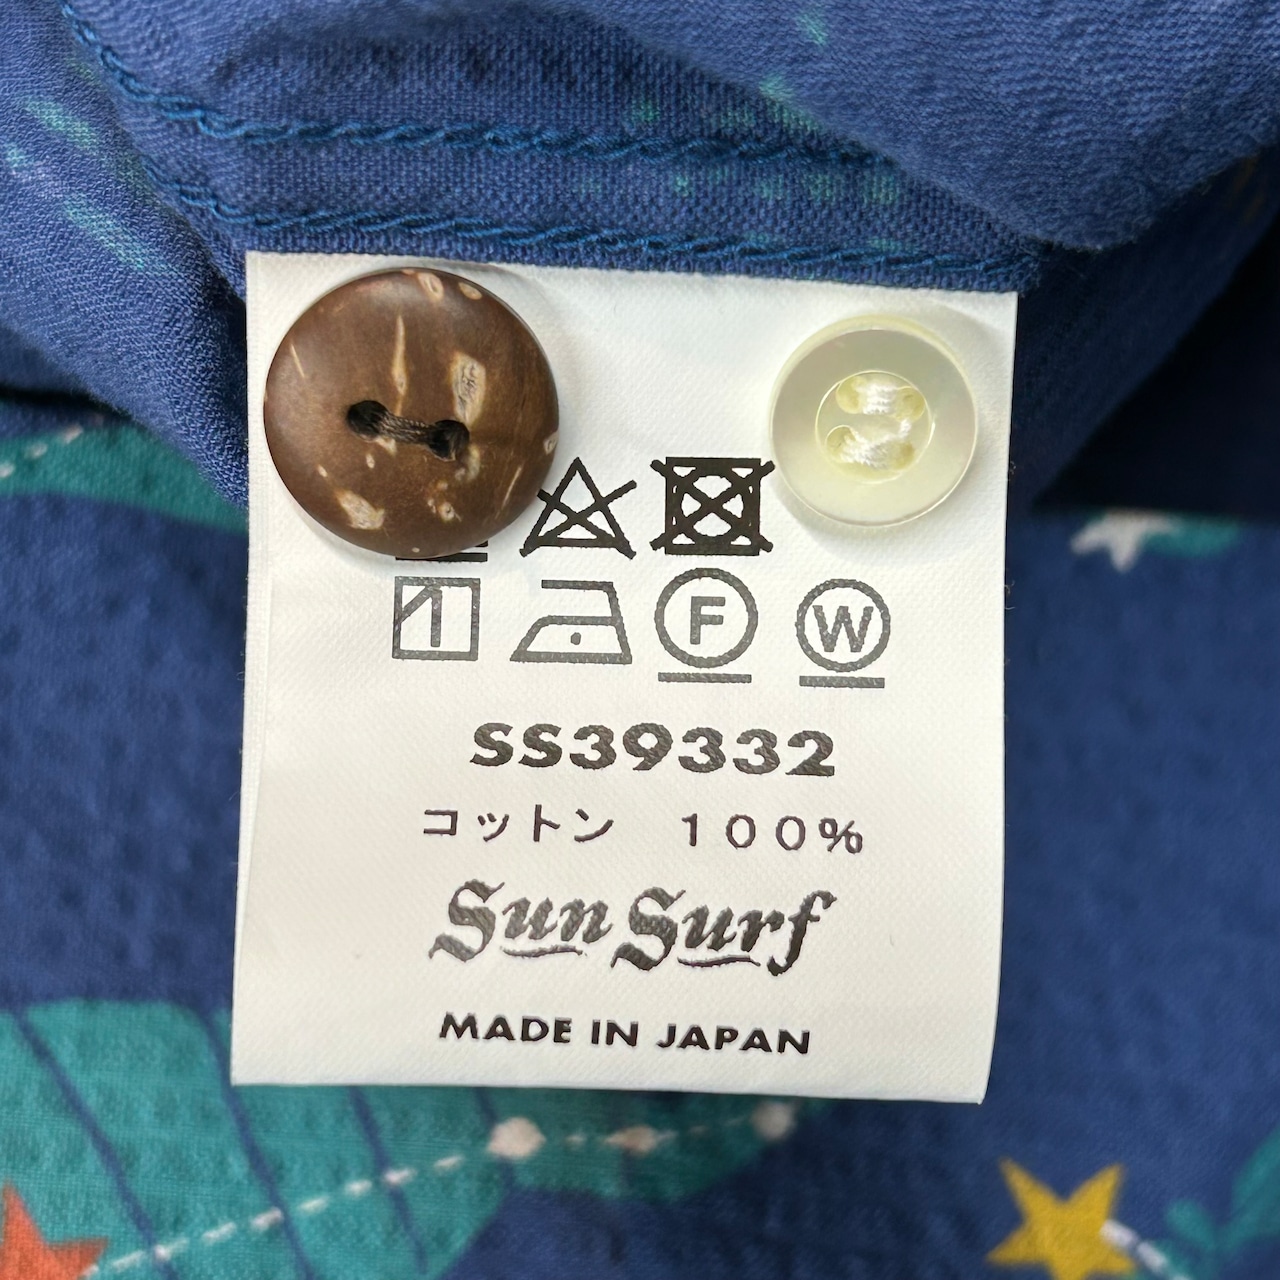 F W
SS39332
コットン 100%
Sun Surf
MADE IN JAPAN